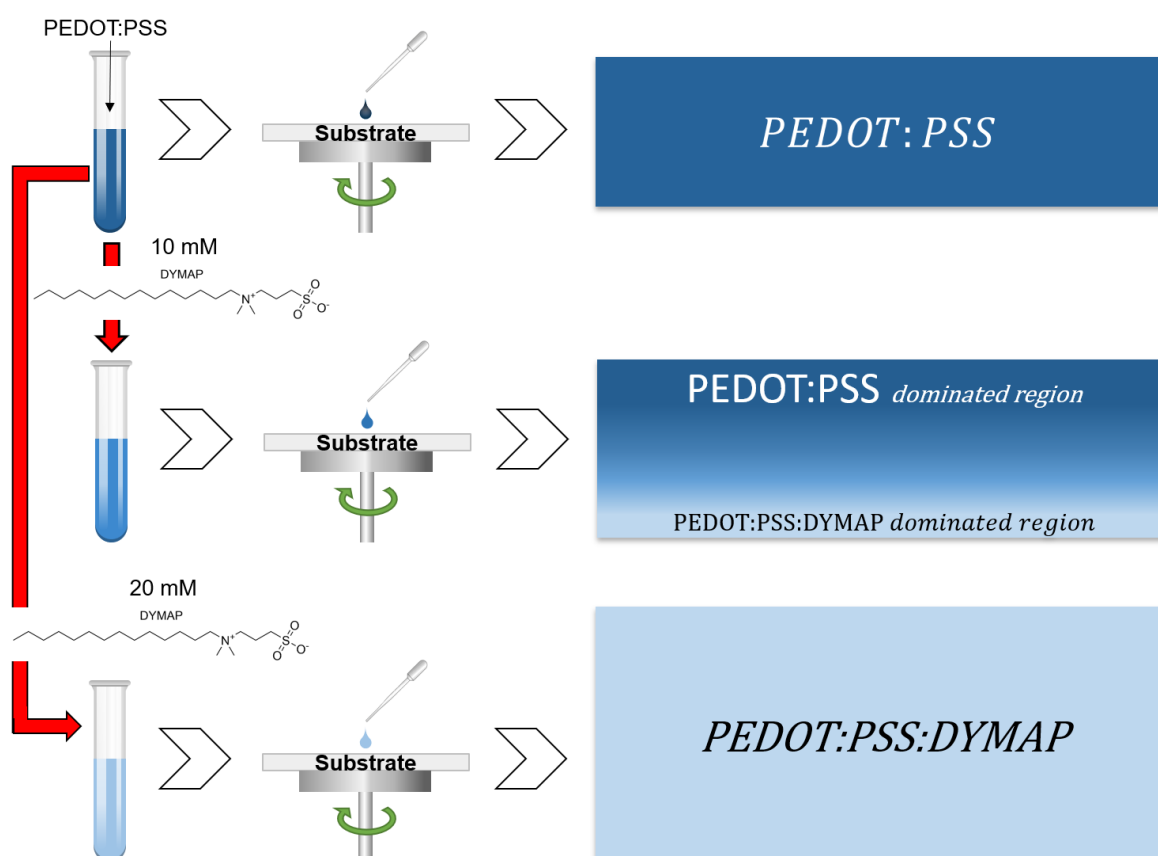 PEDOT:PSS
Substrate
PEDOT: PSS
10 mM
DYMAP
N+
S
O
O
O-
Substrate
PEDOT:PSS dominated region
PEDOT:PSS:DYMAP dominated region
20 mM
DYMAP
N+
S
O
O
O-
Substrate
PEDOT:PSS:DYMAP